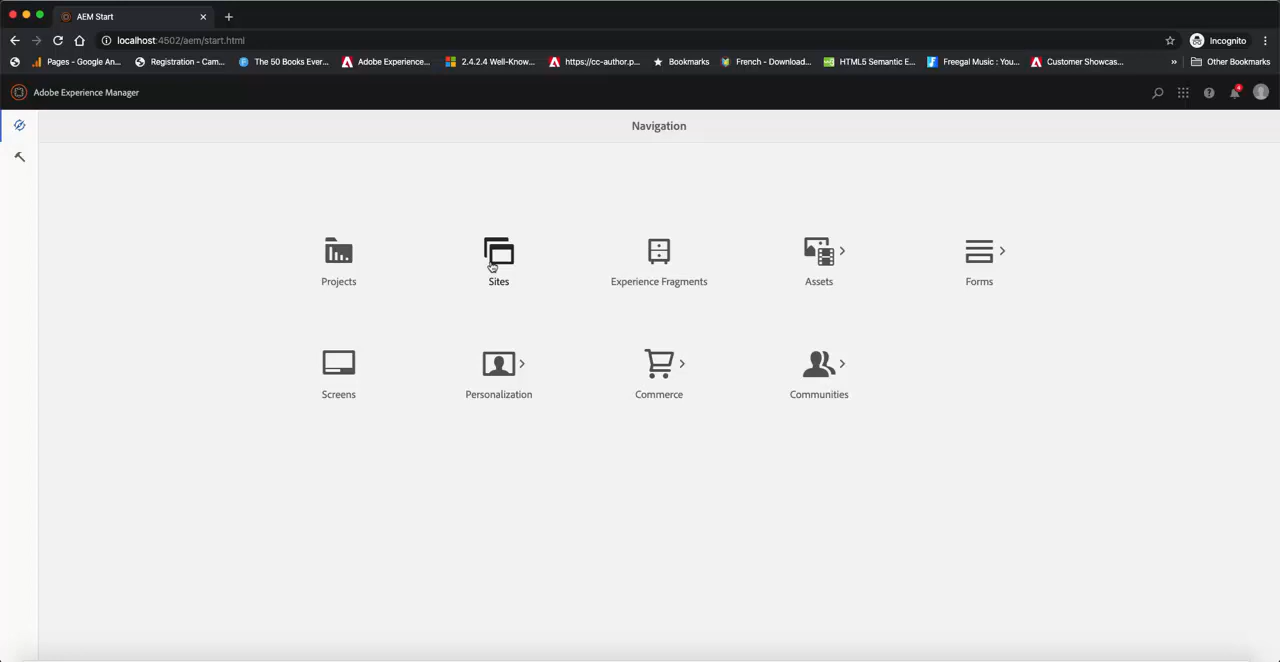 AEM Start
localhost:4502/aem/start.html
Incognito
Pages - Google An...
Registration - Cam...
The 50 Books Ever...
Adobe Experience...
2.4.2.4 Well-Know...
https://cc-author.p...
Bookmarks
French - Download...
HTML5 Semantic E...
Freegal Music : You...
Customer Showcas...
»
Other Bookmarks
Adobe Experience Manager
Navigation
Projects
Sites
Experience Fragments
Assets
Forms
Screens
Personalization
Commerce
Communities